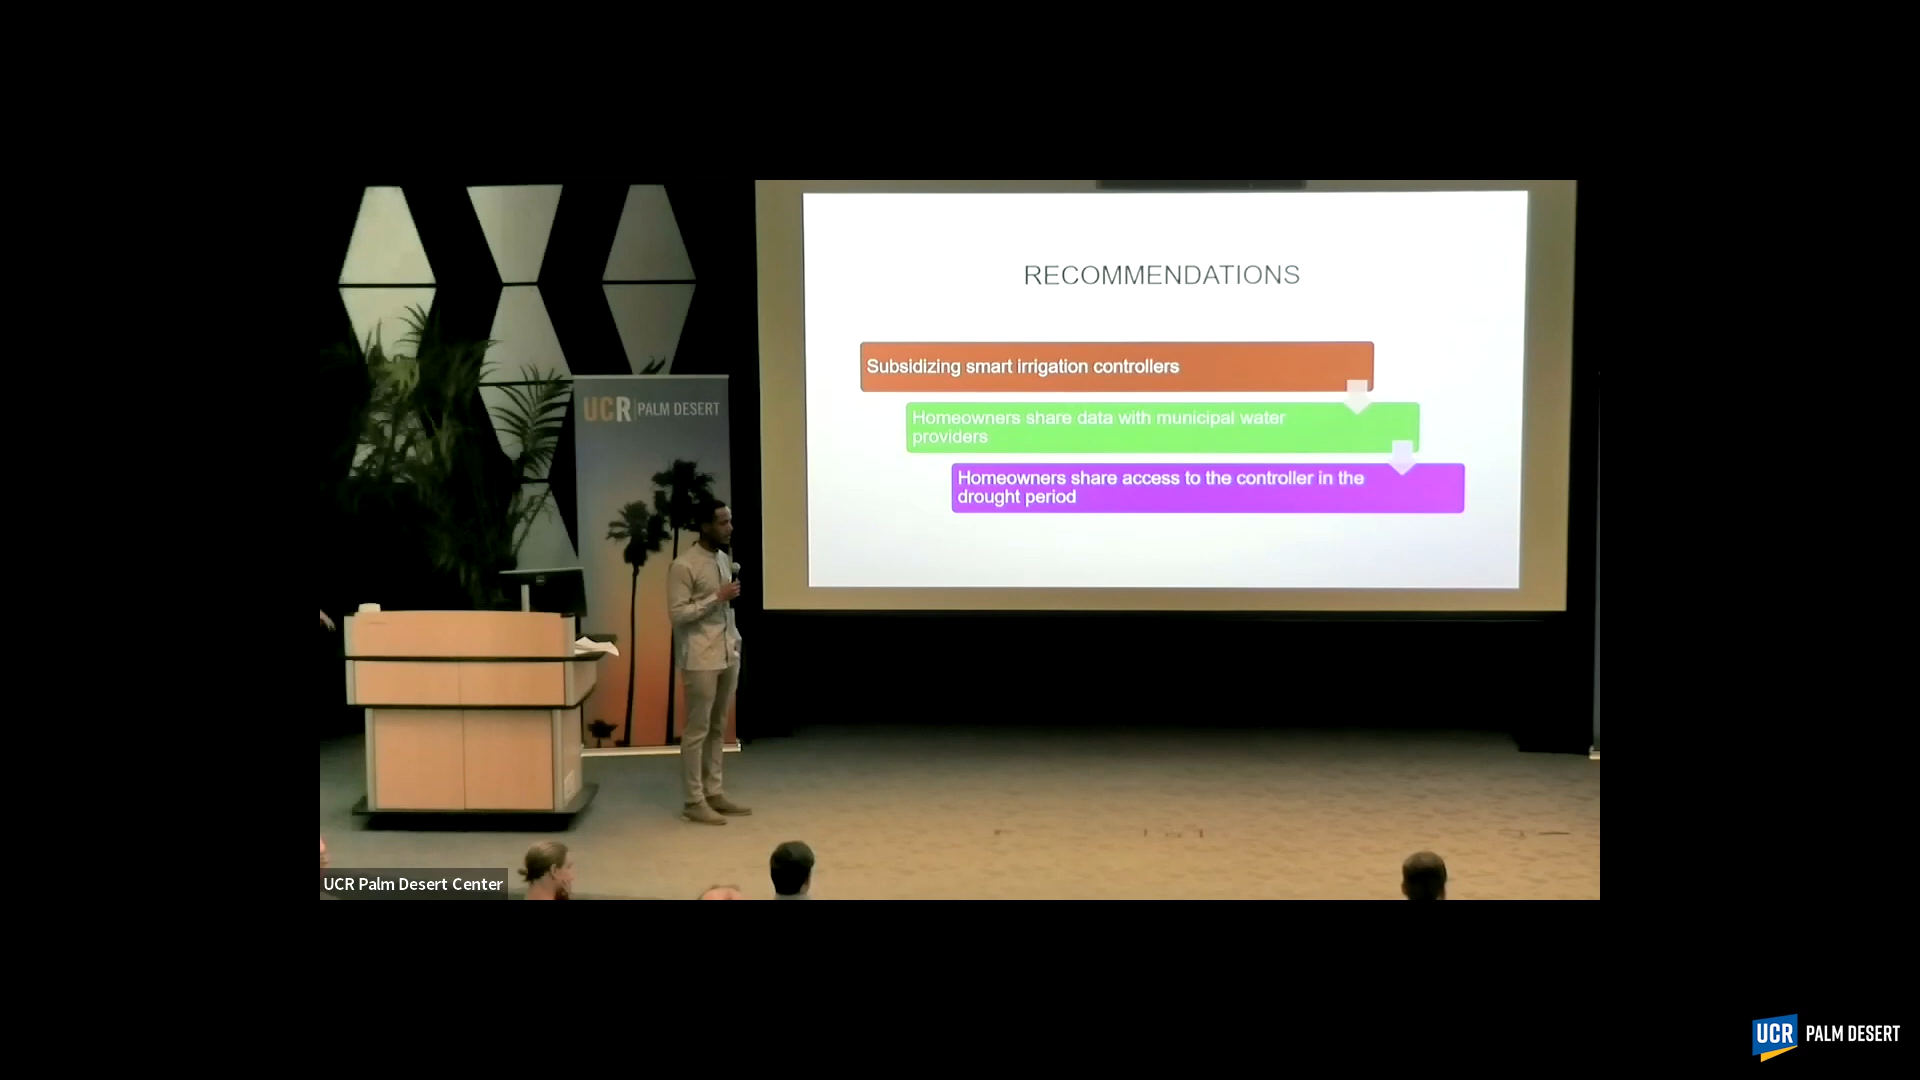 RECOMMENDATIONS
Subsidizing smart irrigation controllers
Homeowners share data with municipal water
providers
Homeowners share access to the controller in the
drought period
UCR PALM DESERT
UCR Palm Desert Center
UCR PALM DESERT